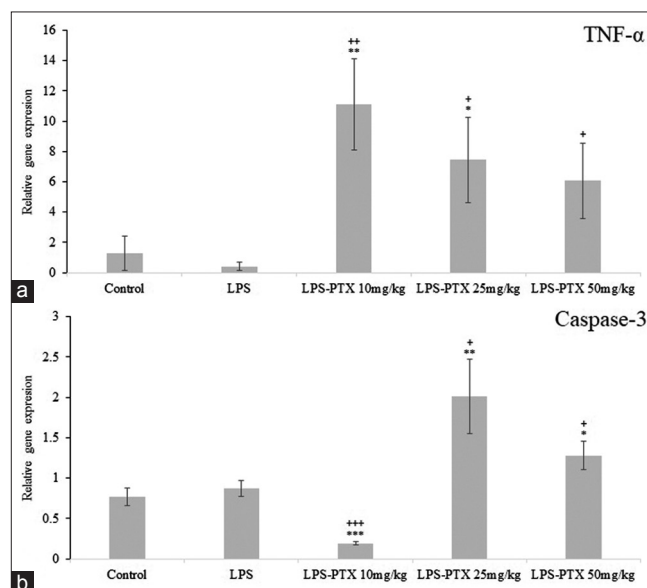 TNF-α
Relative gene expresion
16
14
12
10
8
6
4
2
0
++
**
+
*
+
Control
LPS
LPS-PTX 10mg/kg
LPS-PTX 25mg/kg
LPS-PTX 50mg/kg
a
Caspase-3
Relative gene expresion
3
2.5
2
1.5
1
0.5
0
+++
***
+
**
+
*
Control
LPS
LPS-PTX 10mg/kg
LPS-PTX 25mg/kg
LPS-PTX 50mg/kg
b